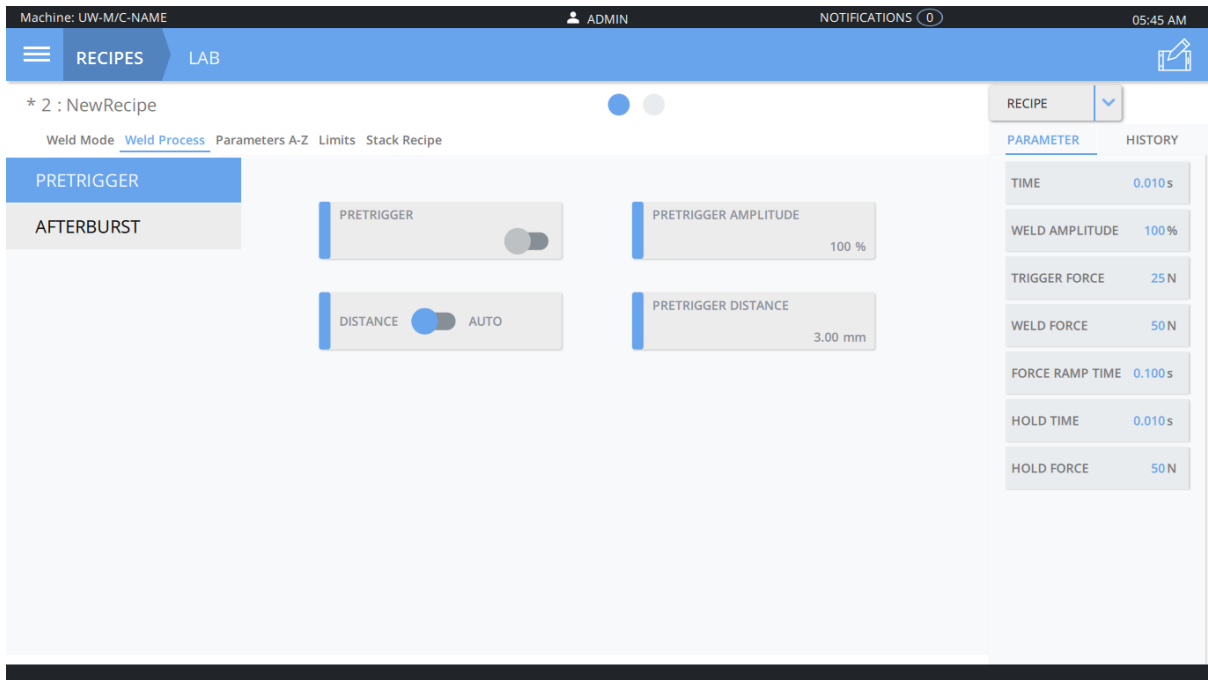 Machine: UW-M/C-NAME ADMIN NOTIFICATIONS 0 05:45 AM
RECIPES LAB
* 2 : NewRecipe
Weld Mode Weld Process Parameters A-Z Limits Stack Recipe
PRETRIGGER
AFTERBURST
PRETRIGGER
PRETRIGGER AMPLITUDE
100 %
DISTANCE AUTO
PRETRIGGER DISTANCE
3.00 mm
RECIPE
PARAMETER HISTORY
TIME 0.010 s
WELD AMPLITUDE 100 %
TRIGGER FORCE 25 N
WELD FORCE 50 N
FORCE RAMP TIME 0.100 s
HOLD TIME 0.010 s
HOLD FORCE 50 N